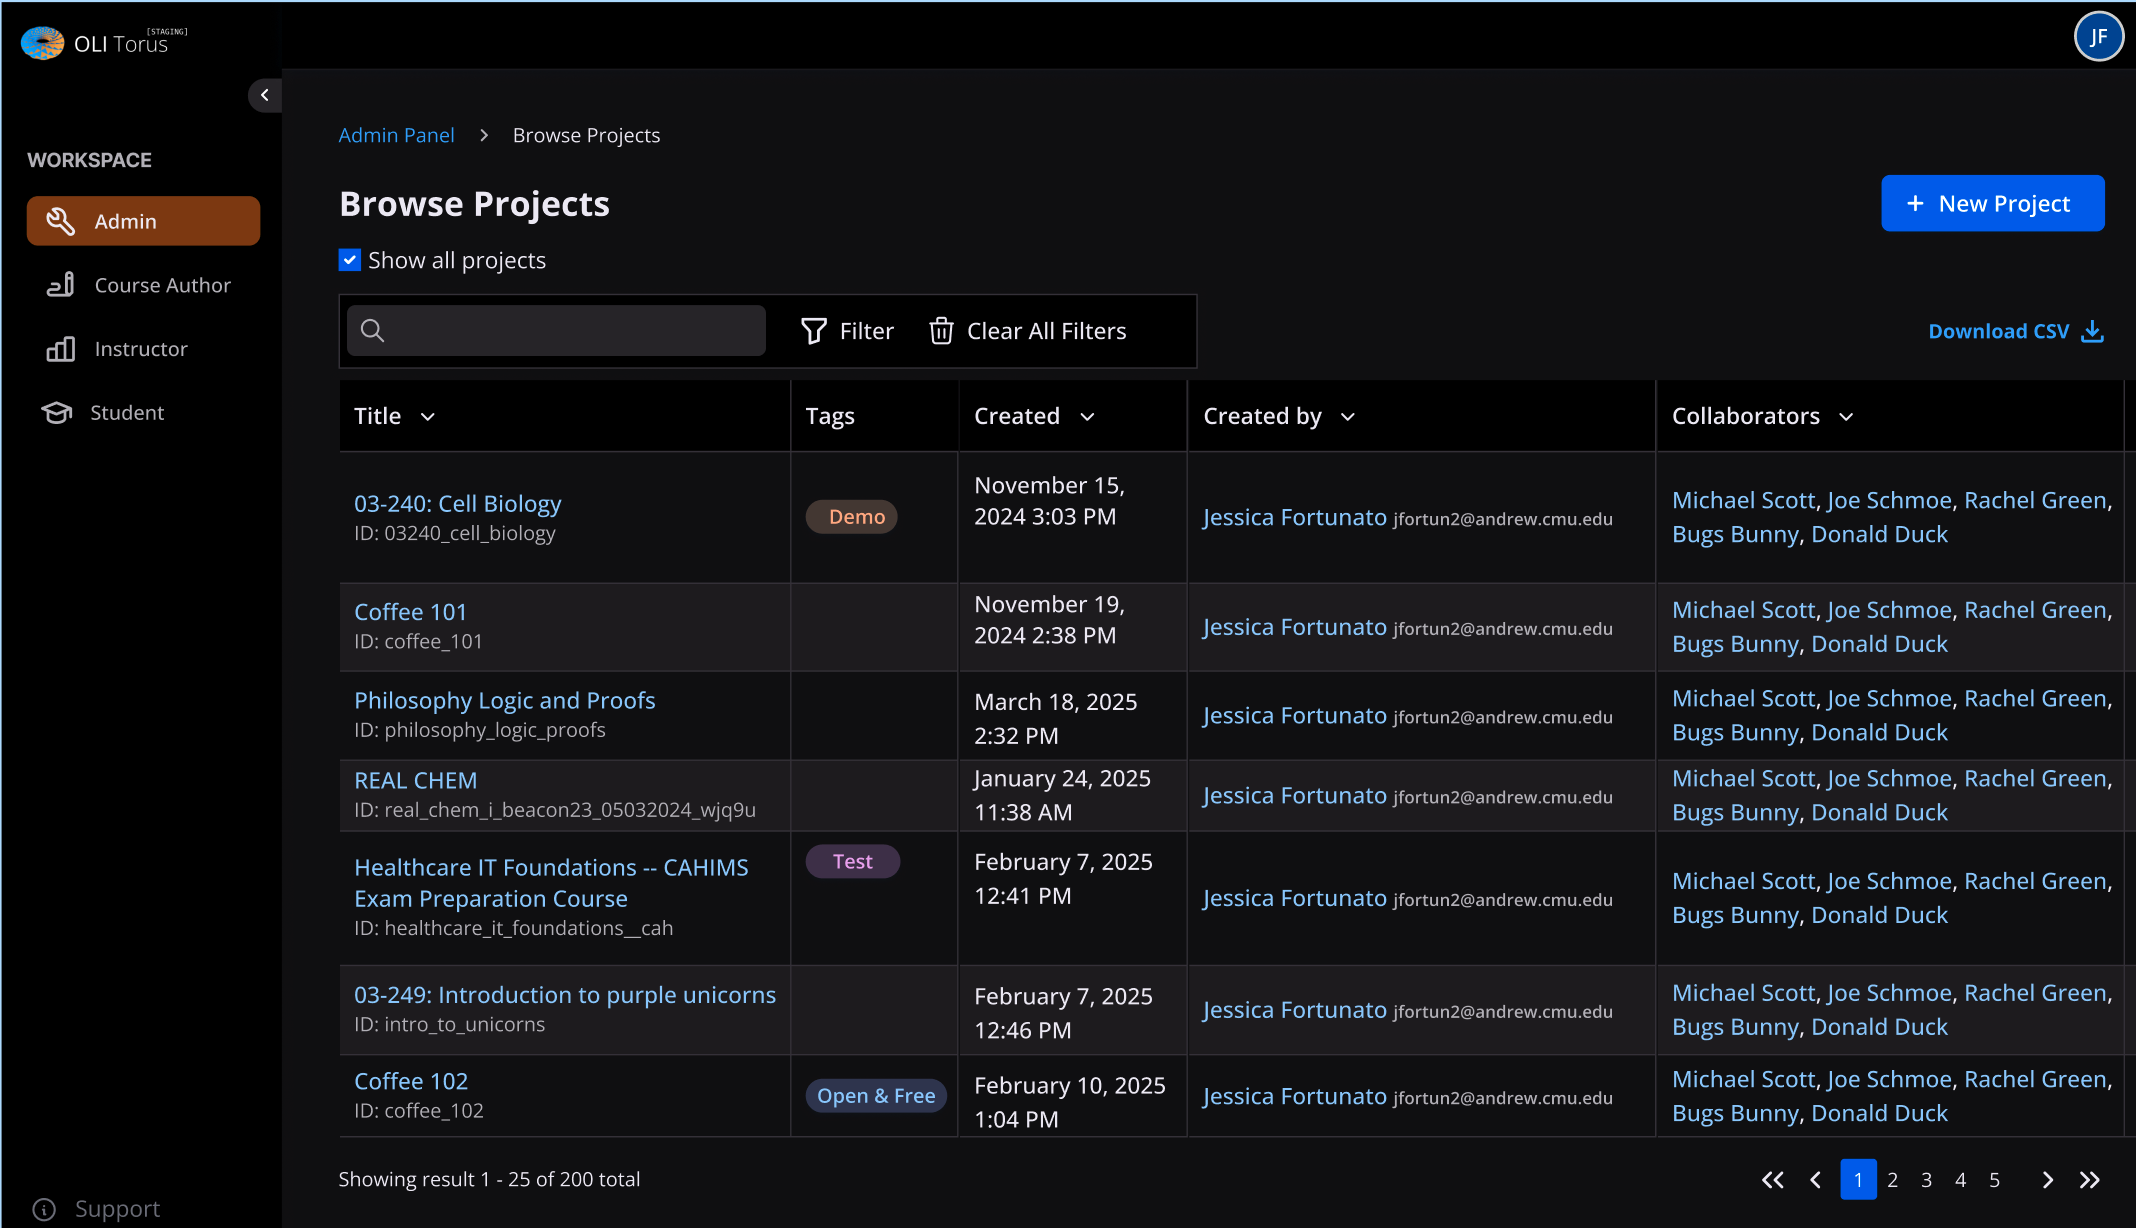 OLI Torus [STAGING]
JF
WORKSPACE
Admin
Course Author
Instructor
Student
Support
Admin Panel > Browse Projects
Browse Projects
+ New Project
Show all projects
Filter
Clear All Filters
Download CSV
Title Tags Created Created by Collaborators
03-240: Cell Biology
ID: 03240_cell_biology
Demo
November 15,
2024 3:03 PM
Jessica Fortunato jfortun2@andrew.cmu.edu
Michael Scott, Joe Schmoe, Rachel Green,
Bugs Bunny, Donald Duck
Coffee 101
ID: coffee_101
November 19,
2024 2:38 PM
Jessica Fortunato jfortun2@andrew.cmu.edu
Michael Scott, Joe Schmoe, Rachel Green,
Bugs Bunny, Donald Duck
Philosophy Logic and Proofs
ID: philosophy_logic_proofs
March 18, 2025
2:32 PM
Jessica Fortunato jfortun2@andrew.cmu.edu
Michael Scott, Joe Schmoe, Rachel Green,
Bugs Bunny, Donald Duck
REAL CHEM
ID: real_chem_i_beacon23_05032024_wjq9u
January 24, 2025
11:38 AM
Jessica Fortunato jfortun2@andrew.cmu.edu
Michael Scott, Joe Schmoe, Rachel Green,
Bugs Bunny, Donald Duck
Healthcare IT Foundations -- CAHIMS
Exam Preparation Course
ID: healthcare_it_foundations__cah
Test
February 7, 2025
12:41 PM
Jessica Fortunato jfortun2@andrew.cmu.edu
Michael Scott, Joe Schmoe, Rachel Green,
Bugs Bunny, Donald Duck
03-249: Introduction to purple unicorns
ID: intro_to_unicorns
February 7, 2025
12:46 PM
Jessica Fortunato jfortun2@andrew.cmu.edu
Michael Scott, Joe Schmoe, Rachel Green,
Bugs Bunny, Donald Duck
Coffee 102
ID: coffee_102
Open & Free
February 10, 2025
1:04 PM
Jessica Fortunato jfortun2@andrew.cmu.edu
Michael Scott, Joe Schmoe, Rachel Green,
Bugs Bunny, Donald Duck
Showing result 1 - 25 of 200 total
1 2 3 4 5